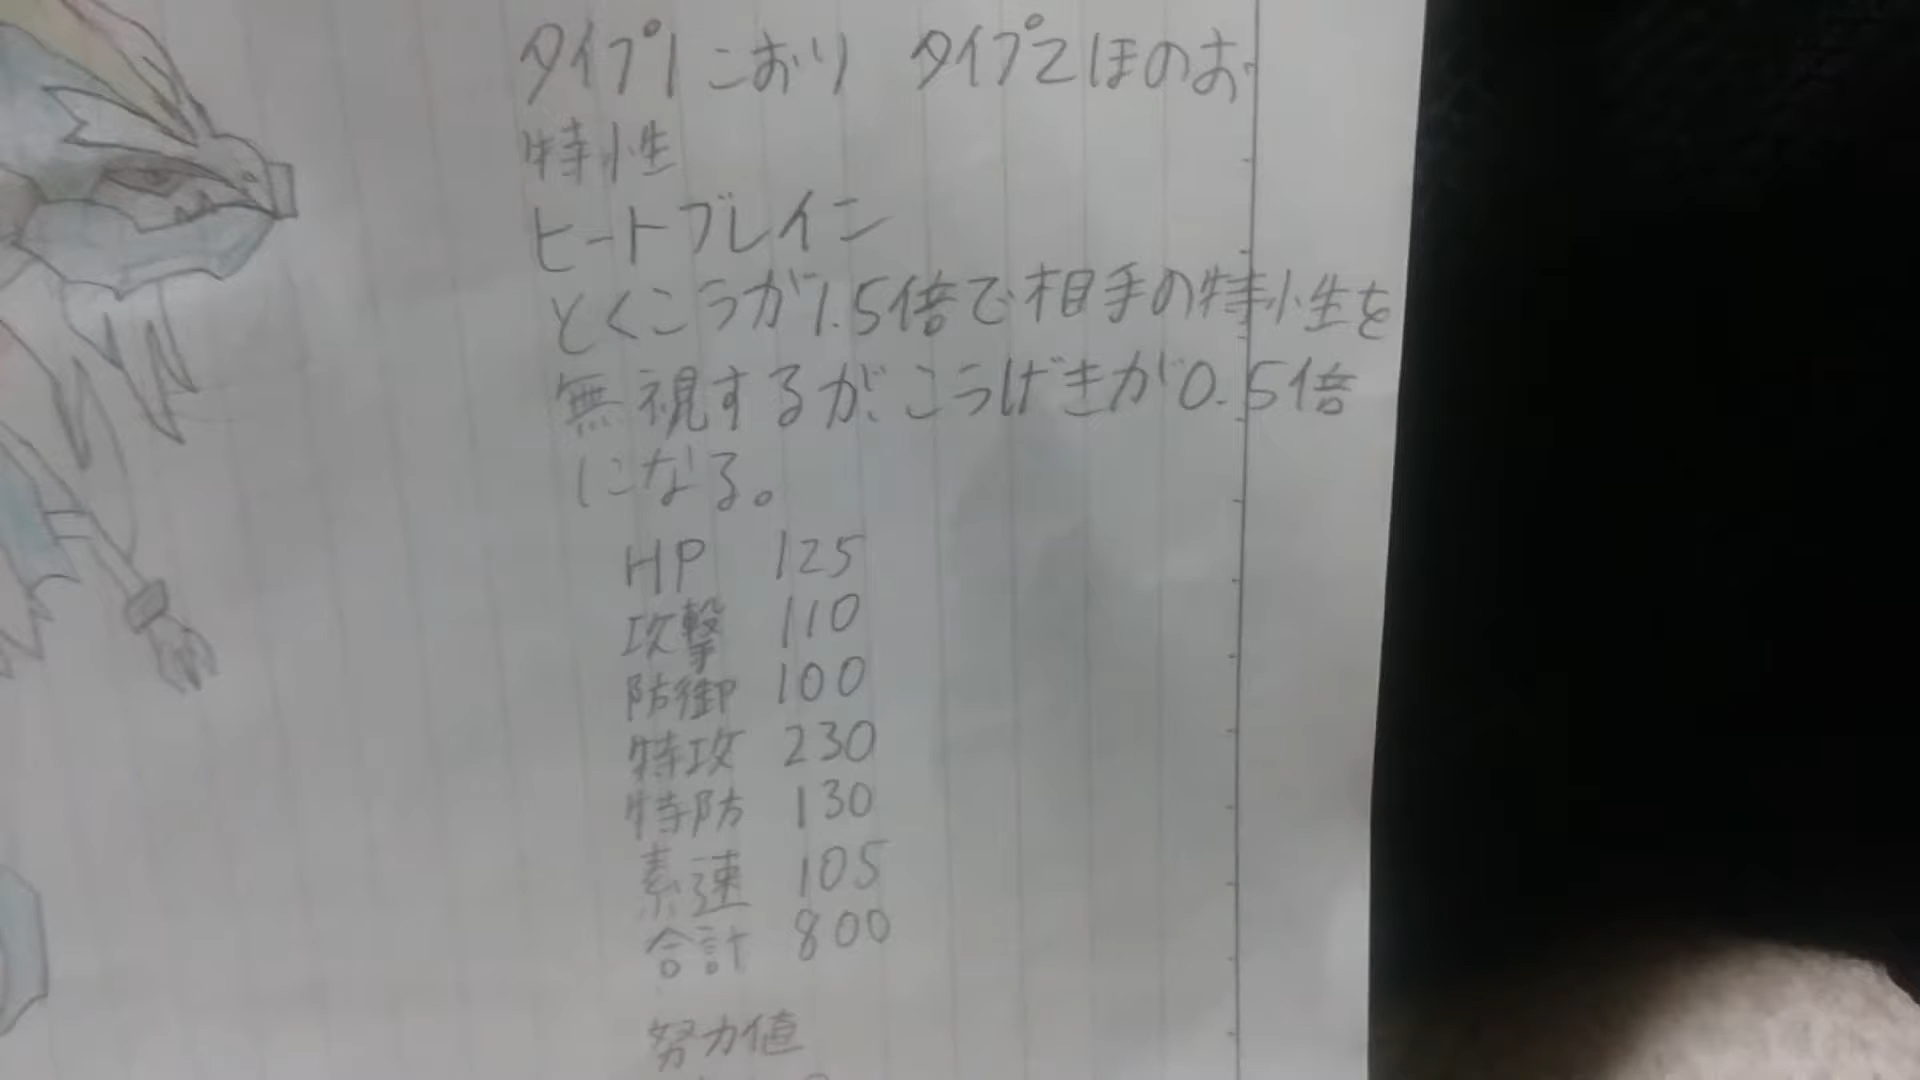 タイプ1こおり タイプ2ほのお
特性
ヒートブレイン
とくこうが1.5倍で相手の特性を
無視するが、こうげきが0.5倍
になる。
HP 125
攻撃 110
防御 100
特攻 230
特防 130
素速 105
合計 800
努力値